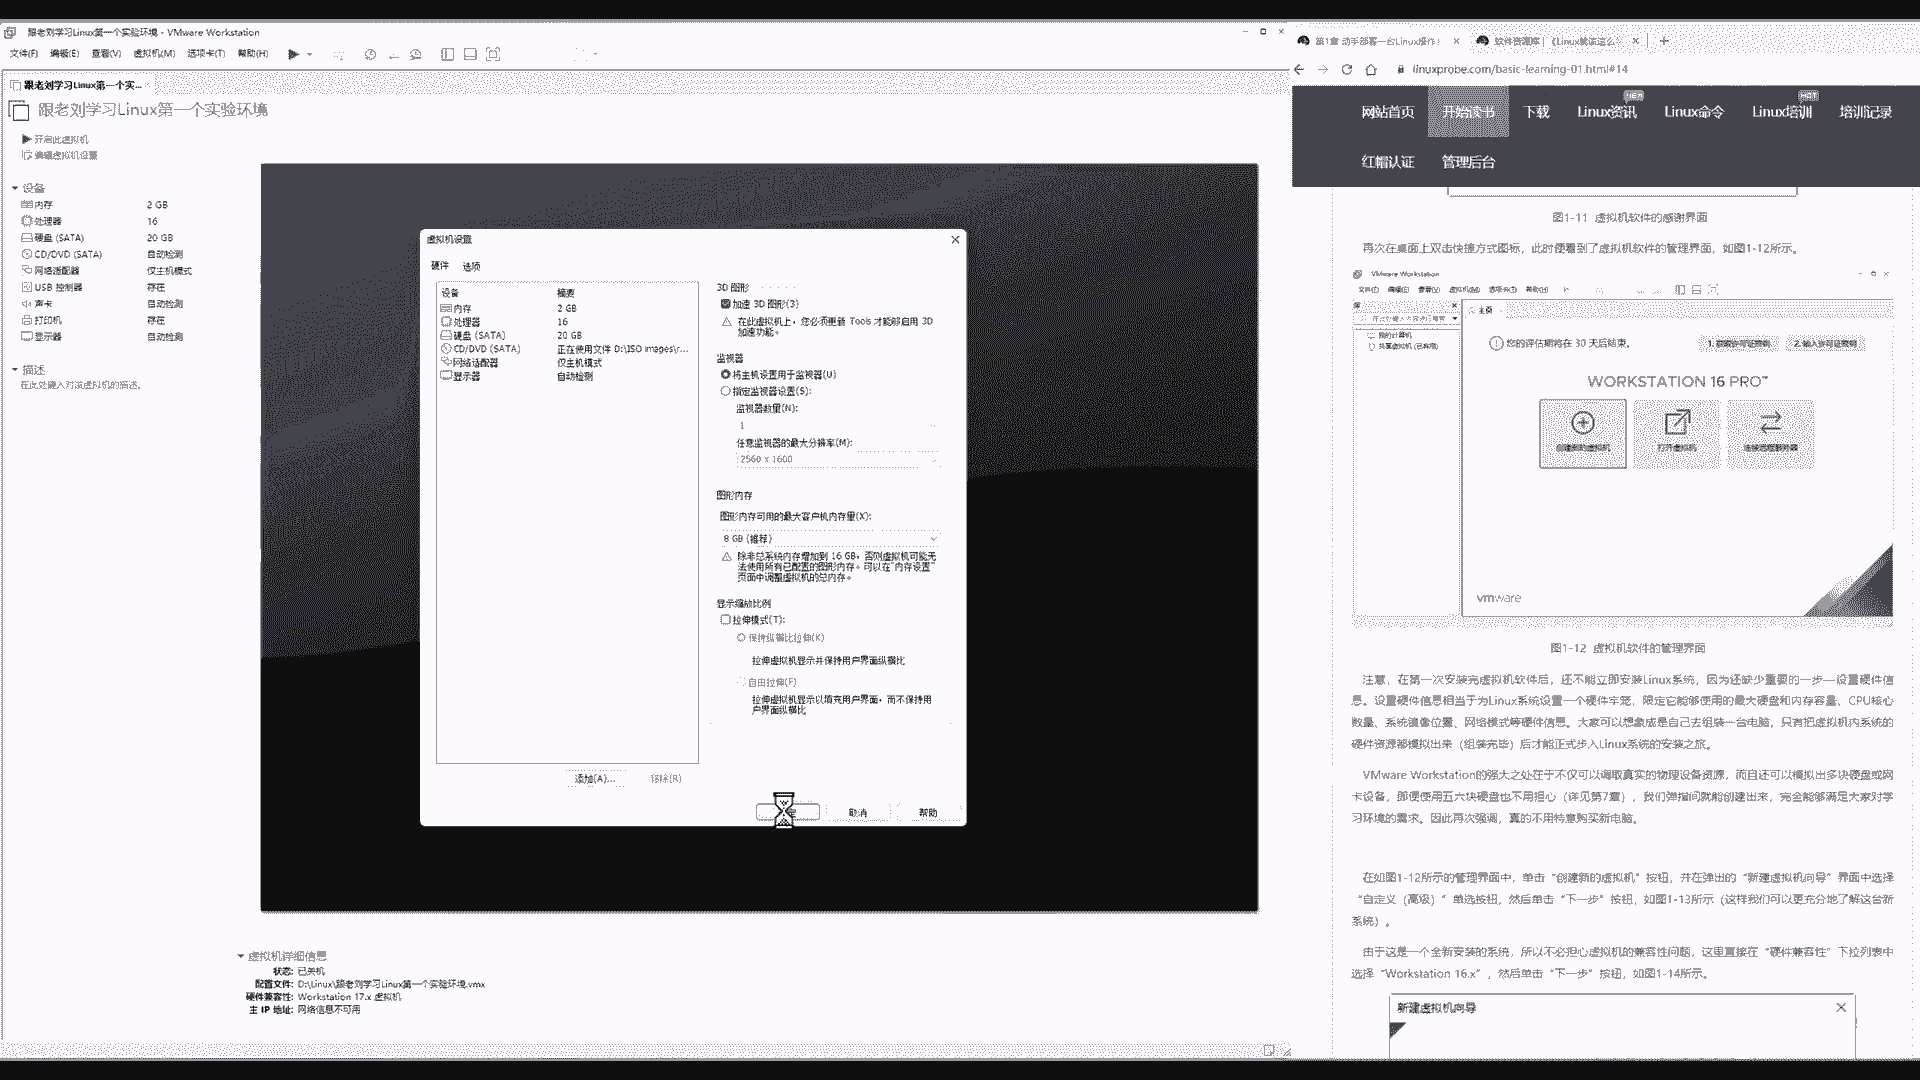 跟老刘学习Linux第一个实验环境 - VMware Workstation
文件(F) 编辑(E) 查看(V) 虚拟机(M) 选项卡(T) 帮助(H)
跟老刘学习Linux第一个实...
跟老刘学习Linux第一个实验环境
开启此虚拟机
编辑虚拟机设置
设备
内存 2 GB
处理器 16
硬盘 (SATA) 20 GB
CD/DVD (SATA) 自动检测
网络适配器 仅主机模式
USB 控制器 存在
声卡 自动检测
打印机 存在
显示器 自动检测
描述
在此处键入对该虚拟机的描述。
虚拟机设置
硬件 选项
设备 摘要
内存 2 GB
处理器 16
硬盘 (SATA) 20 GB
CD/DVD (SATA) 正在使用文件 D:\ISO images\r...
网络适配器 仅主机模式
显示器 自动检测
添加(A)... 移除(R)
3D 图形
加速 3D 图形(3)
在此虚拟机上，您必须更新 Tools 才能够启用 3D
加速功能。
监视器
将主机设置用于监视器(U)
指定监视器设置(S):
监视器数量(N):
1
任意监视器的最大分辨率(M):
2560 x 1600
图形内存
图形内存可用的最大客户机内存量(X):
8 GB (推荐)
除非总系统内存增加到 16 GB，否则虚拟机可能无
法使用所有已配置的图形内存。可以在"内存设置"
页面中调整虚拟机的总内存。
显示缩放比例
拉伸模式(T):
保持纵横比拉伸(K)
拉伸虚拟机显示并保持用户界面纵横比
自由拉伸(F)
拉伸虚拟机显示以填充用户界面，而不保持用
户界面纵横比
取消 帮助
虚拟机详细信息
状态: 已关机
配置文件: D:\Linux\跟老刘学习Linux第一个实验环境.vmx
硬件兼容性: Workstation 17.x 虚拟机
主 IP 地址: 网络信息不可用
第1章 动手部署一台Linux操作 软件资源库 | 《Linux就该这么
linuxprobe.com/basic-learning-01.html#14
网站首页 开始读书 下载 Linux资讯 NEW Linux命令 Linux培训 HOT 培训记录
红帽认证 管理后台
图1-11 虚拟机软件的感谢界面
再次在桌面上双击快捷方式图标，此时便看到了虚拟机软件的管理界面，如图1-12所示。
VMware Workstation
文件(F) 编辑(E) 查看(V) 虚拟机(M) 选项卡(T) 帮助(H)
主页
我的计算机
共享虚拟机 (已弃用)
您的评估期将在 30 天后结束。
WORKSTATION 16 PRO™
创建新的虚拟机 打开虚拟机 连接远程服务器
vmware
图1-12 虚拟机软件的管理界面
注意，在第一次安装完虚拟机软件后，还不能立即安装Linux系统，因为还缺少重要的一步—设置硬件信
息。设置硬件信息相当于为Linux系统设置一个硬件牢笼，限定它能够使用的最大硬盘和内存容量、CPU核心
数量、系统镜像位置、网络模式等硬件信息。大家可以想象成是自己去组装一台电脑，只有把虚拟机内系统的
硬件资源都模拟出来（组装完毕）后才能正式步入Linux系统的安装之旅。
VMware Workstation的强大之处在于不仅可以调取真实的物理设备资源，而且还可以模拟出多块硬盘或网
卡设备，即便使用五六块硬盘也不用担心（详见第7章），我们弹指间就能创建出来，完全能够满足大家对学
习环境的需求。因此再次强调，真的不用特意购买新电脑。
在如图1-12所示的管理界面中，单击“创建新的虚拟机”按钮，并在弹出的“新建虚拟机向导”界面中选择
“自定义（高级）”单选按钮，然后单击“下一步”按钮，如图1-13所示（这样我们可以更充分地了解这台新
系统）。
由于这是一个全新安装的系统，所以不必担心虚拟机的兼容性问题，这里直接在“硬件兼容性”下拉列表中
选择“Workstation 16.x”，然后单击“下一步”按钮，如图1-14所示。
新建虚拟机向导